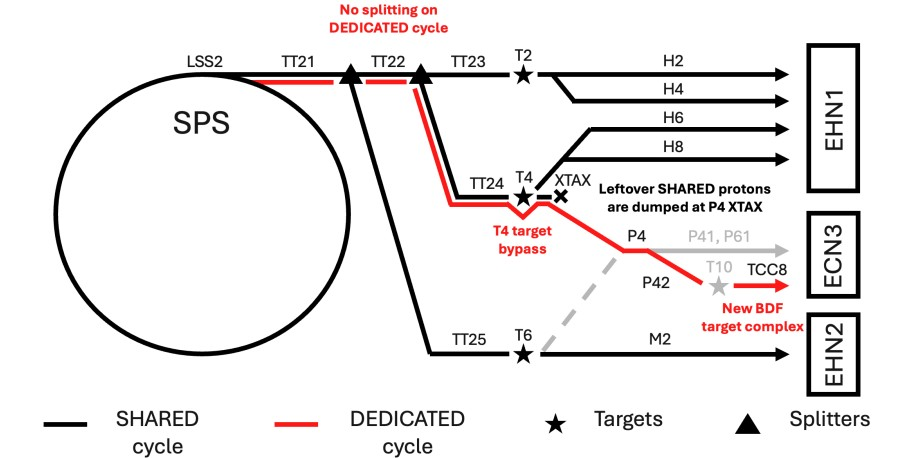 No splitting on
DEDICATED cycle
LSS2
TT21
TT22
TT23
T2
H2
H4
H6
H8
EHN1
SPS
TT24
T4
XTAX
Leftover SHARED protons
are dumped at P4 XTAX
T4 target
bypass
P4
P41, P61
ECN3
T10
TCC8
P42
New BDF
target complex
TT25
T6
M2
EHN2
SHARED
cycle
DEDICATED
cycle
Targets
Splitters